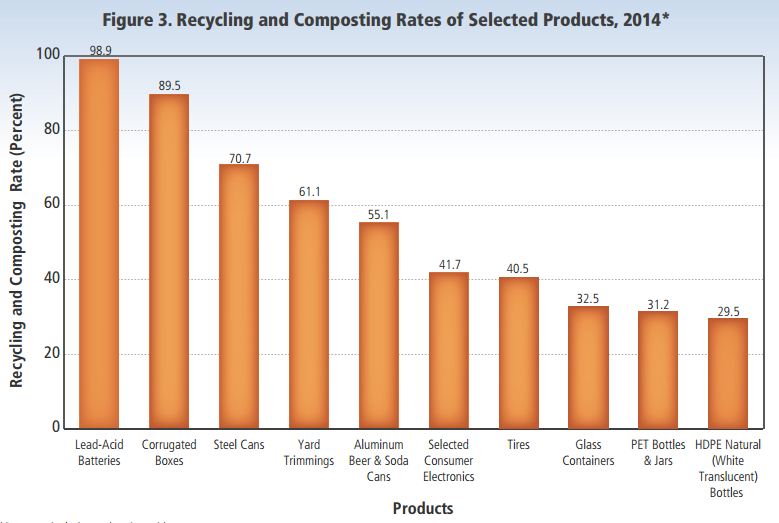 Figure 3. Recycling and Composting Rates of Selected Products, 2014*
Recycling and Composting Rate (Percent)
100
80
60
40
20
0
98.9
89.5
70.7
61.1
55.1
41.7
40.5
32.5
31.2
29.5
Lead-Acid
Batteries
Corrugated
Boxes
Steel Cans
Yard
Trimmings
Aluminum
Beer & Soda
Cans
Selected
Consumer
Electronics
Tires
Glass
Containers
PET Bottles
& Jars
HDPE Natural
(White
Translucent)
Bottles
Products